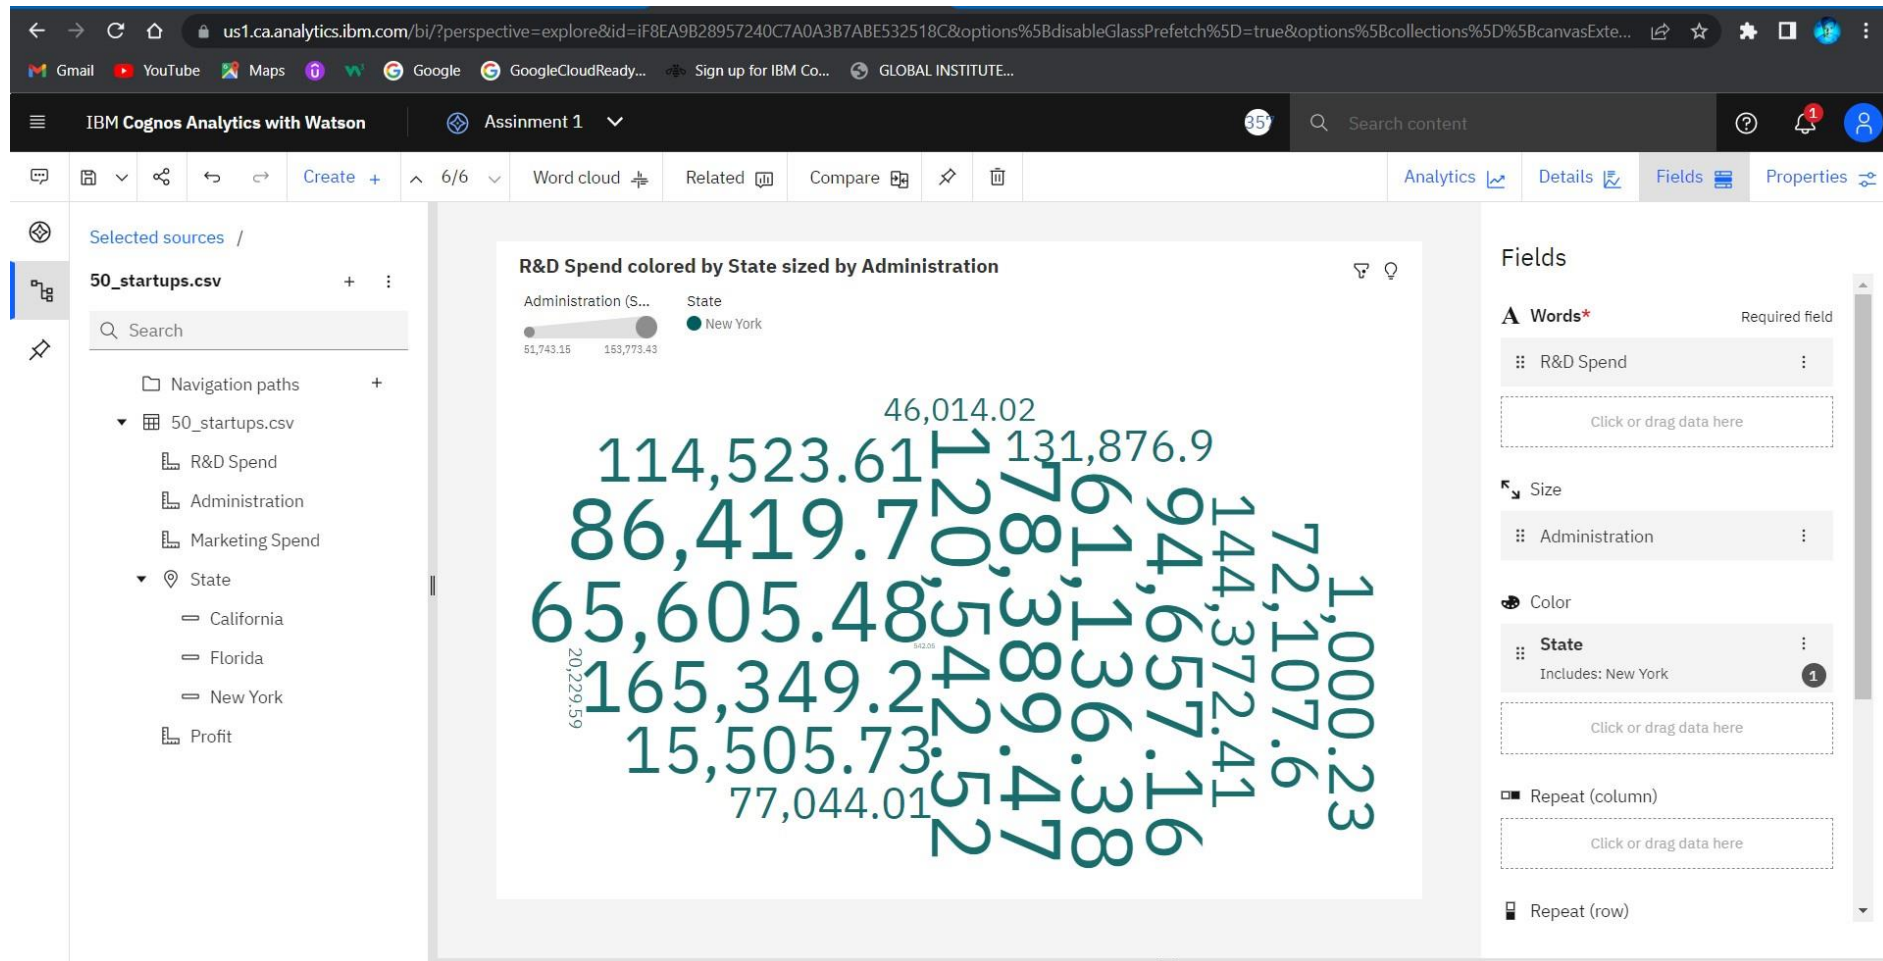 us1.ca.analytics.ibm.com/bi/?perspective=explore&id=iF8EA9B28957240C7A0A3B7ABE532518C&options%5BdisableGlassPrefetch%5D=true&options%5Bcollections%5D%5BcanvasExte...
Gmail YouTube Maps Google GoogleCloudReady... Sign up for IBM Co... GLOBAL INSTITUTE...
IBM Cognos Analytics with Watson Assinment 1 357 Search content 1
Create + 6/6 Word cloud Related Compare Analytics Details Fields Properties
Selected sources /
50_startups.csv
Search
Navigation paths
50_startups.csv
R&D Spend
Administration
Marketing Spend
State
California
Florida
New York
Profit
R&D Spend colored by State sized by Administration
Administration (S...
51,743.15 153,773.43
State
New York
46,014.02
114,523.61
131,876.9
86,419.7
65,605.48
542.05
20,229.59
165,349.2
15,505.73
77,044.01
120,542.52
78,389.47
61,136.38
94,657.16
144,372.41
72,107.6
1,000.23
Fields
A Words* Required field
R&D Spend
Click or drag data here
Size
Administration
Color
State
Includes: New York 1
Click or drag data here
Repeat (column)
Click or drag data here
Repeat (row)